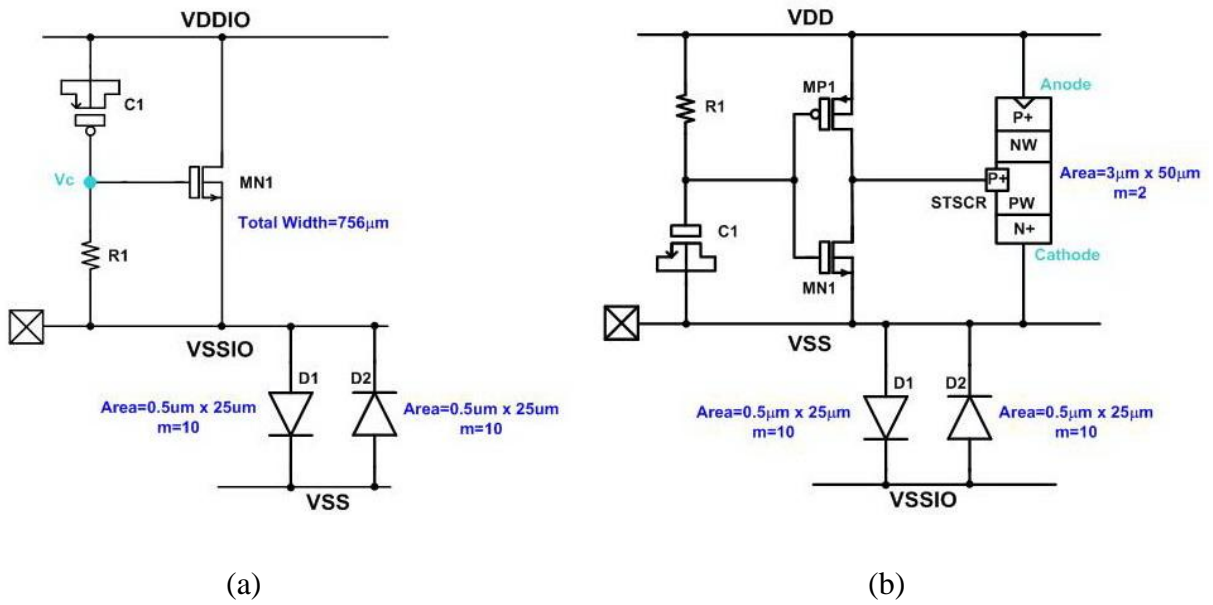 VDDIO
C1
Vc
MN1
Total Width=756μm
R1
VSSIO
D1
D2
Area=0.5um x 25um
m=10
Area=0.5um x 25um
m=10
VSS
(a)
VDD
MP1
R1
Anode
P+
NW
P+
Area=3μm x 50μm
m=2
STSCR
PW
C1
N+
Cathode
MN1
VSS
D1
D2
Area=0.5μm x 25μm
m=10
Area=0.5μm x 25μm
m=10
VSSIO
(b)